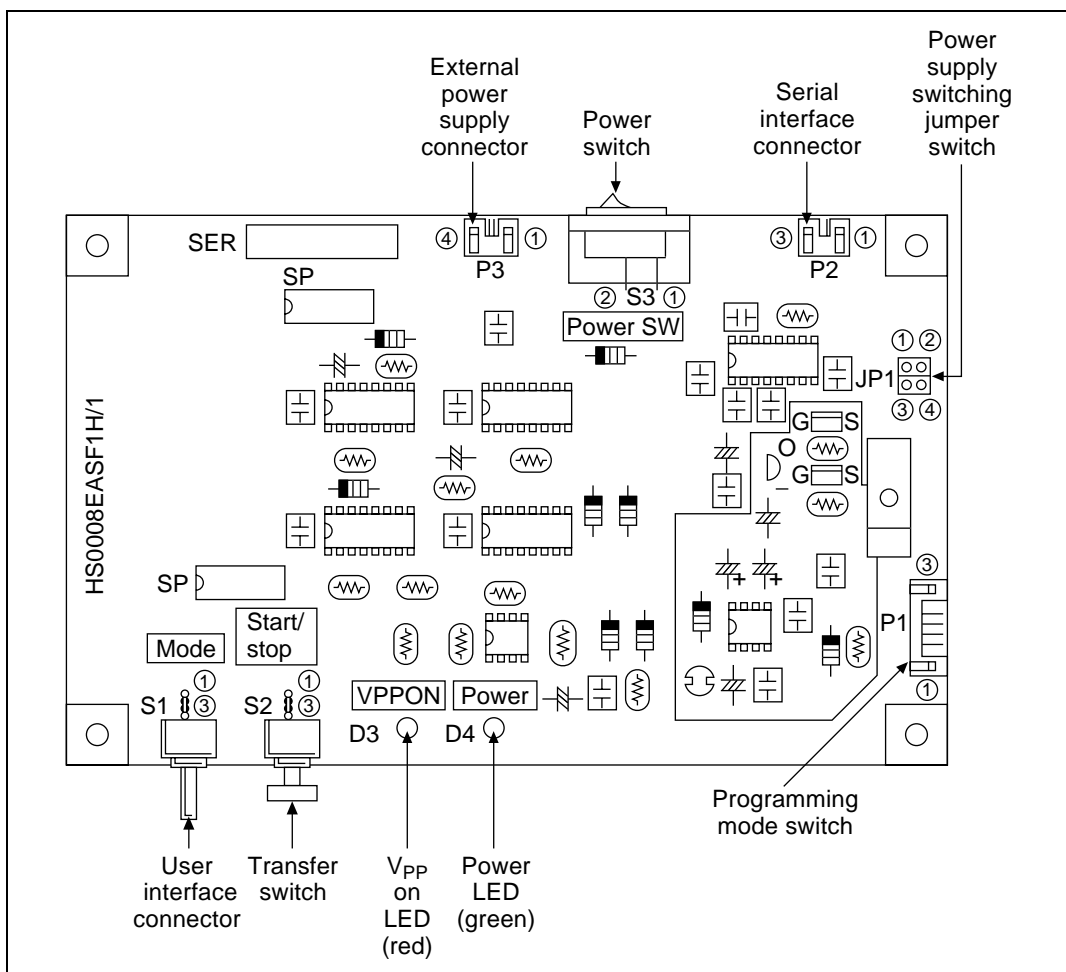 External
power
supply
connector
Power
switch
Serial
interface
connector
Power
supply
switching
jumper
switch
SER
④
①
P3
③
①
P2
SP
② S3 ①
Power SW
① ②
JP1
③ ④
G S
O
G S
I
HS0008EASF1H/1
SP
③
P1
①
Start/
stop
Mode
①
S1 ③
①
S2 ③
VPPON
Power
D3
D4
Programming
mode switch
User
interface
connector
Transfer
switch
VPP
on
LED
(red)
Power
LED
(green)